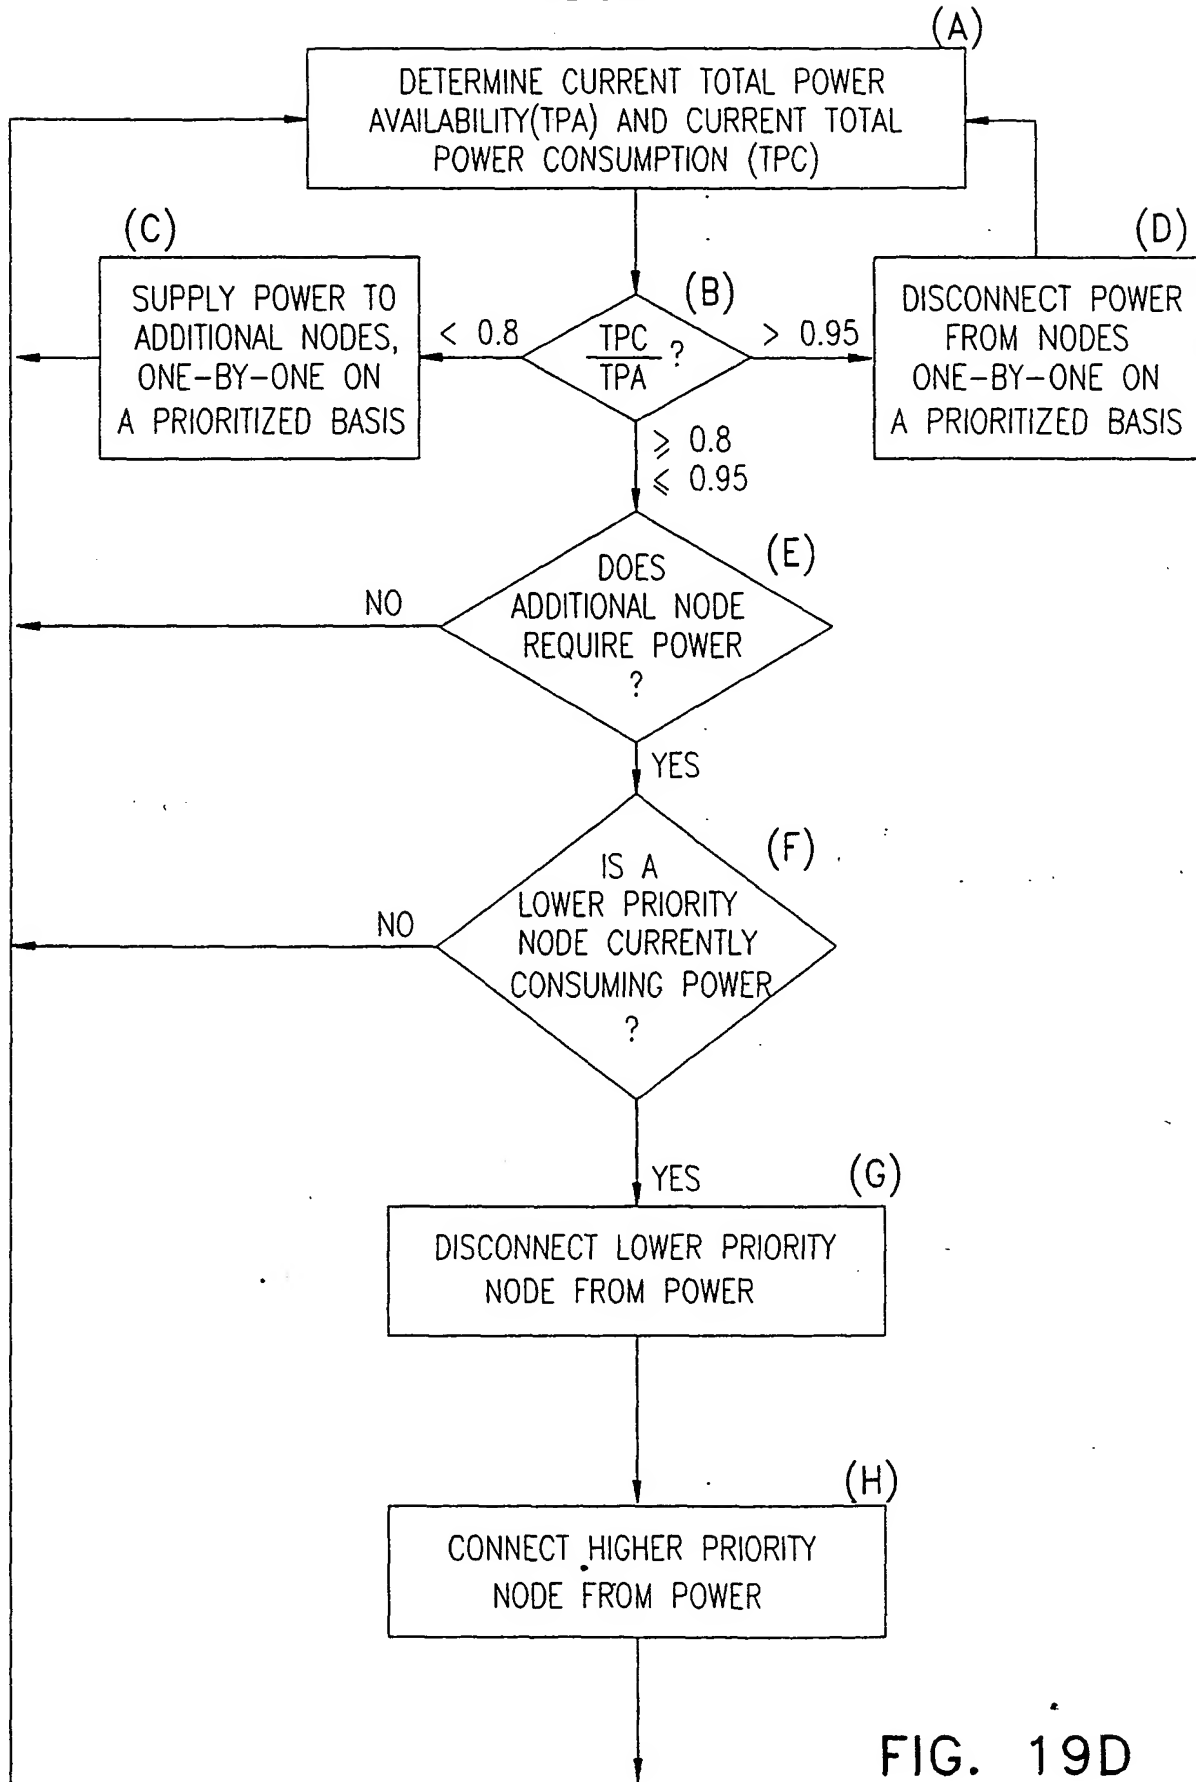 (A)
DETERMINE CURRENT TOTAL POWER
AVAILABILITY(TPA) AND CURRENT TOTAL
POWER CONSUMPTION (TPC)
(C)
SUPPLY POWER TO
ADDITIONAL NODES,
ONE-BY-ONE ON
A PRIORITIZED BASIS
< 0.8
(B)
TPC
TPA
?
> 0.95
(D)
DISCONNECT POWER
FROM NODES
ONE-BY-ONE ON
A PRIORITIZED BASIS
⩾ 0.8
⩽ 0.95
(E)
DOES
ADDITIONAL NODE
REQUIRE POWER
?
NO
YES
(F)
IS A
LOWER PRIORITY
NODE CURRENTLY
CONSUMING POWER
?
NO
YES
(G)
DISCONNECT LOWER PRIORITY
NODE FROM POWER
(H)
CONNECT HIGHER PRIORITY
NODE FROM POWER
FIG. 19D